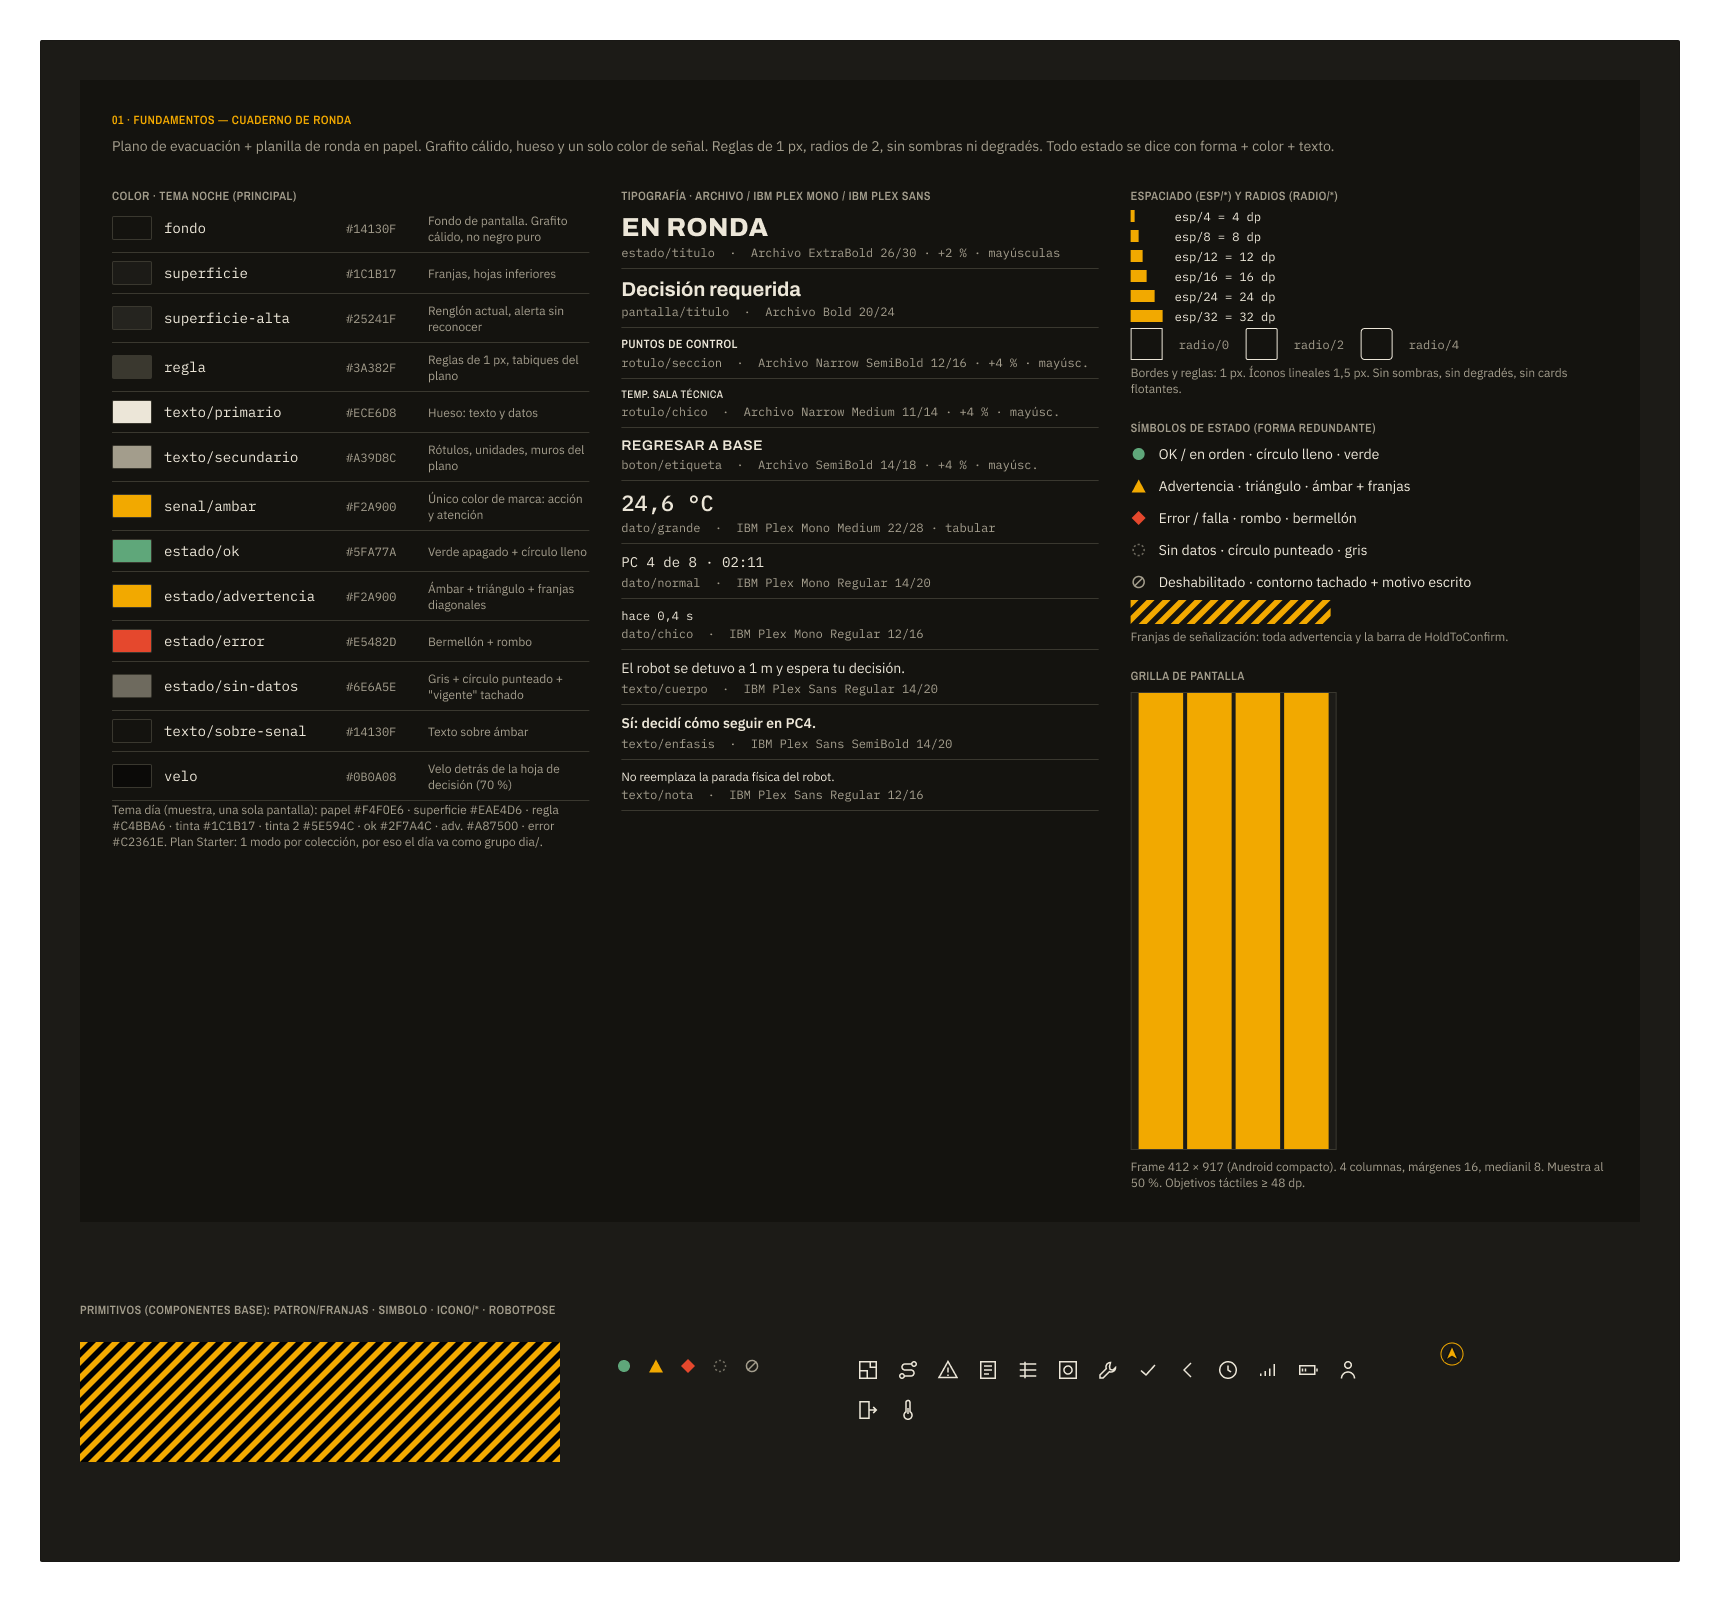 01 · FUNDAMENTOS — CUADERNO DE RONDA
Plano de evacuación + planilla de ronda en papel. Grafito cálido, hueso y un solo color de señal. Reglas de 1 px, radios de 2, sin sombras ni degradés. Todo estado se dice con forma + color + texto.
COLOR · TEMA NOCHE (PRINCIPAL)
fondo #14130F Fondo de pantalla. Grafito
cálido, no negro puro
superficie #1C1B17 Franjas, hojas inferiores
superficie-alta #25241F Renglón actual, alerta sin
reconocer
regla #3A382F Reglas de 1 px, tabiques del
plano
texto/primario #ECE6D8 Hueso: texto y datos
texto/secundario #A39D8C Rótulos, unidades, muros del
plano
senal/ambar #F2A900 Único color de marca: acción
y atención
estado/ok #5FA77A Verde apagado + círculo lleno
estado/advertencia #F2A900 Ámbar + triángulo + franjas
diagonales
estado/error #E5482D Bermellón + rombo
estado/sin-datos #6E6A5E Gris + círculo punteado +
"vigente" tachado
texto/sobre-senal #14130F Texto sobre ámbar
velo #0B0A08 Velo detrás de la hoja de
decisión (70 %)
Tema día (muestra, una sola pantalla): papel #F4F0E6 · superficie #EAE4D6 · regla
#C4BBA6 · tinta #1C1B17 · tinta 2 #5E594C · ok #2F7A4C · adv. #A87500 · error
#C2361E. Plan Starter: 1 modo por colección, por eso el día va como grupo dia/.
TIPOGRAFÍA · ARCHIVO / IBM PLEX MONO / IBM PLEX SANS
EN RONDA
estado/titulo · Archivo ExtraBold 26/30 · +2 % · mayúsculas
Decisión requerida
pantalla/titulo · Archivo Bold 20/24
PUNTOS DE CONTROL
rotulo/seccion · Archivo Narrow SemiBold 12/16 · +4 % · mayúsc.
TEMP. SALA TÉCNICA
rotulo/chico · Archivo Narrow Medium 11/14 · +4 % · mayúsc.
REGRESAR A BASE
boton/etiqueta · Archivo SemiBold 14/18 · +4 % · mayúsc.
24,6 °C
dato/grande · IBM Plex Mono Medium 22/28 · tabular
PC 4 de 8 · 02:11
dato/normal · IBM Plex Mono Regular 14/20
hace 0,4 s
dato/chico · IBM Plex Mono Regular 12/16
El robot se detuvo a 1 m y espera tu decisión.
texto/cuerpo · IBM Plex Sans Regular 14/20
Sí: decidí cómo seguir en PC4.
texto/enfasis · IBM Plex Sans SemiBold 14/20
No reemplaza la parada física del robot.
texto/nota · IBM Plex Sans Regular 12/16
ESPACIADO (ESP/*) Y RADIOS (RADIO/*)
esp/4 = 4 dp
esp/8 = 8 dp
esp/12 = 12 dp
esp/16 = 16 dp
esp/24 = 24 dp
esp/32 = 32 dp
radio/0 radio/2 radio/4
Bordes y reglas: 1 px. Íconos lineales 1,5 px. Sin sombras, sin degradés, sin cards
flotantes.
SÍMBOLOS DE ESTADO (FORMA REDUNDANTE)
OK / en orden · círculo lleno · verde
Advertencia · triángulo · ámbar + franjas
Error / falla · rombo · bermellón
Sin datos · círculo punteado · gris
Deshabilitado · contorno tachado + motivo escrito
Franjas de señalización: toda advertencia y la barra de HoldToConfirm.
GRILLA DE PANTALLA
Frame 412 × 917 (Android compacto). 4 columnas, márgenes 16, medianil 8. Muestra al
50 %. Objetivos táctiles ≥ 48 dp.
PRIMITIVOS (COMPONENTES BASE): PATRON/FRANJAS · SIMBOLO · ICONO/* · ROBOTPOSE